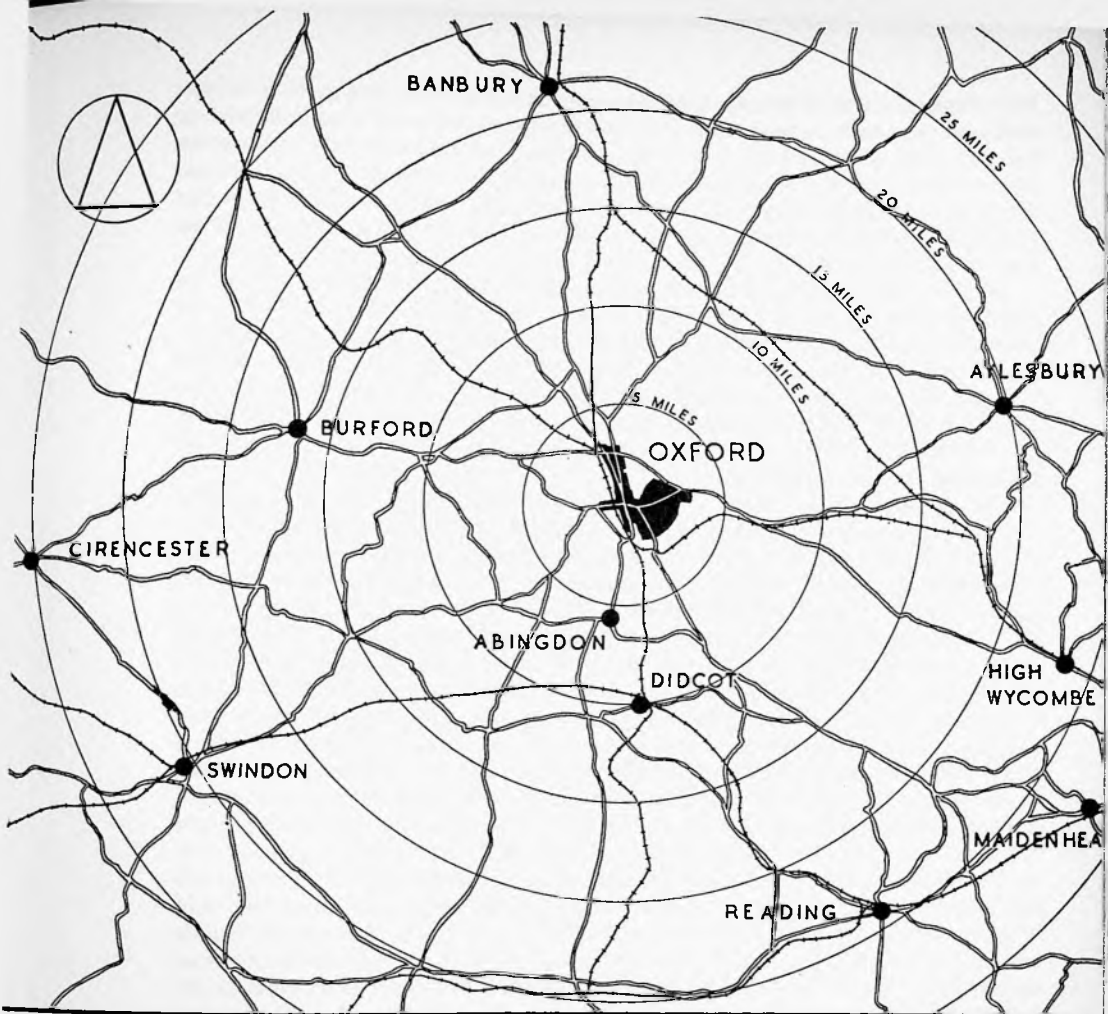 BANBURY
25 MILES
20 MILES
15 MILES
10 MILES
AYLESBURY
5 MILES
BURFORD
OXFORD
CIRENCESTER
ABINGDON
DIDCOT
HIGH
WYCOMBE
SWINDON
MAIDENHEA
READING